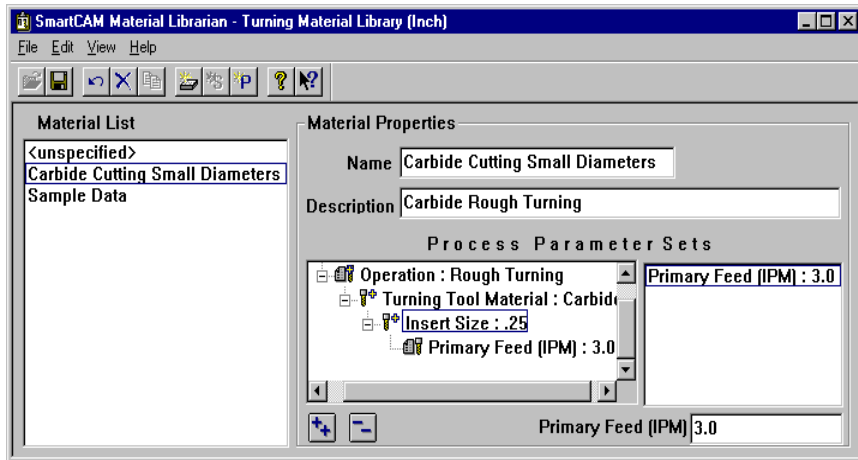 SmartCAM Material Librarian - Turning Material Library (Inch)
File Edit View Help
Material List
<unspecified>
Carbide Cutting Small Diameters
Sample Data
Material Properties
Name Carbide Cutting Small Diameters
Description Carbide Rough Turning
Process Parameter Sets
Operation : Rough Turning
Turning Tool Material : Carbide
Insert Size : .25
Primary Feed (IPM) : 3.0
Primary Feed (IPM) : 3.0
Primary Feed (IPM) 3.0